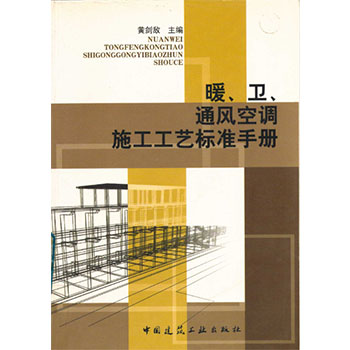 黄剑敌 主编
NUANWEI
TONGFENGKONGTIAO
SHIGONGGONGYIBIAOZHUN
SHOUCE
暖、卫、
通风空调
施工工艺标准手册
中国建筑工业出版社